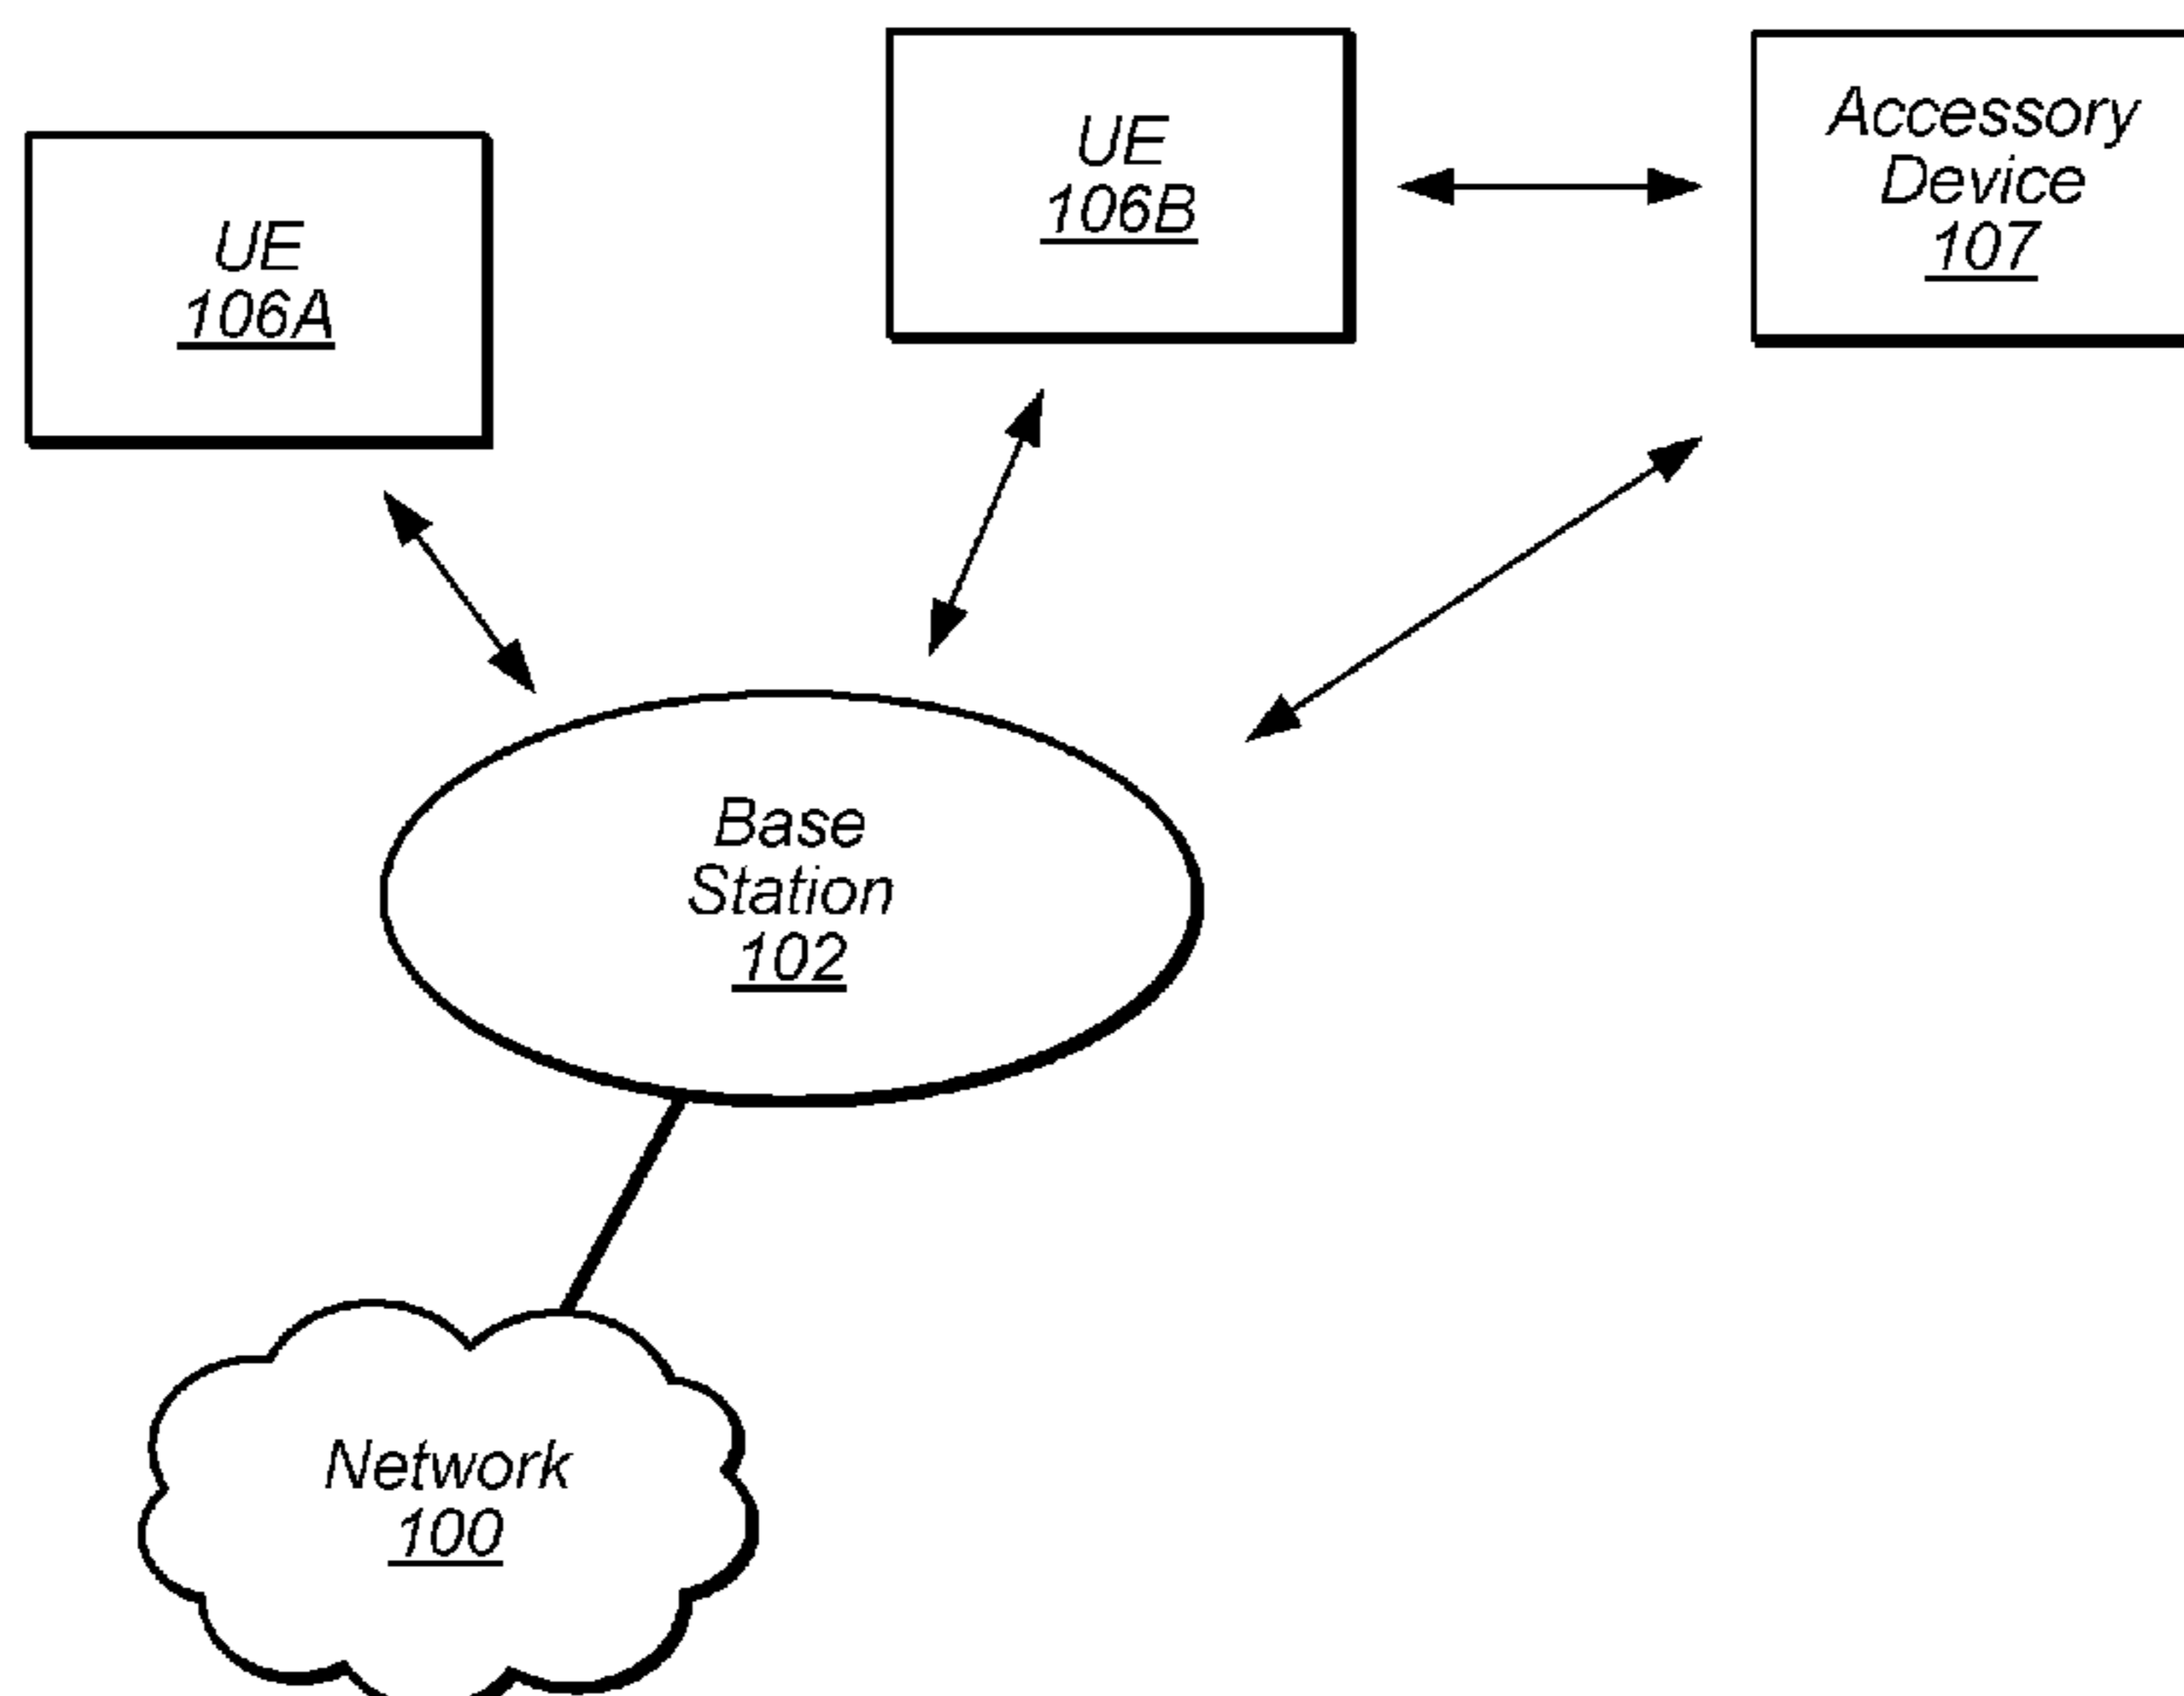 UE
106A
UE
106B
Accessory
Device
107
Base
Station
102
Network
100